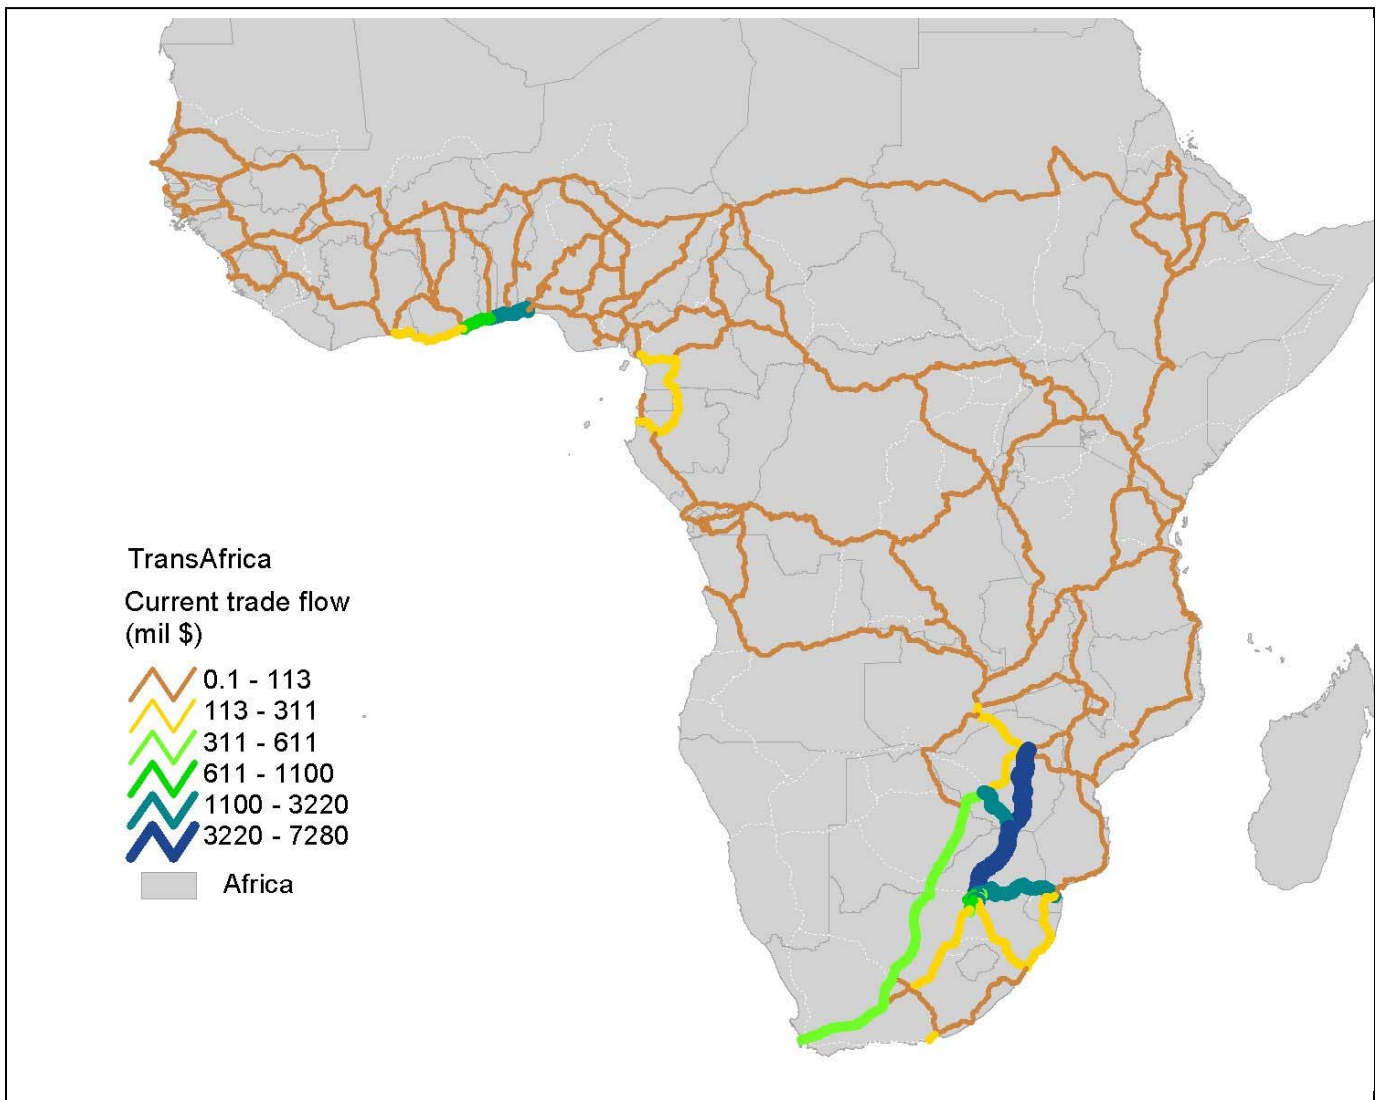 TransAfrica
Current trade flow
(mil $)
0.1 - 113
113 - 311
311 - 611
611 - 1100
1100 - 3220
3220 - 7280
Africa